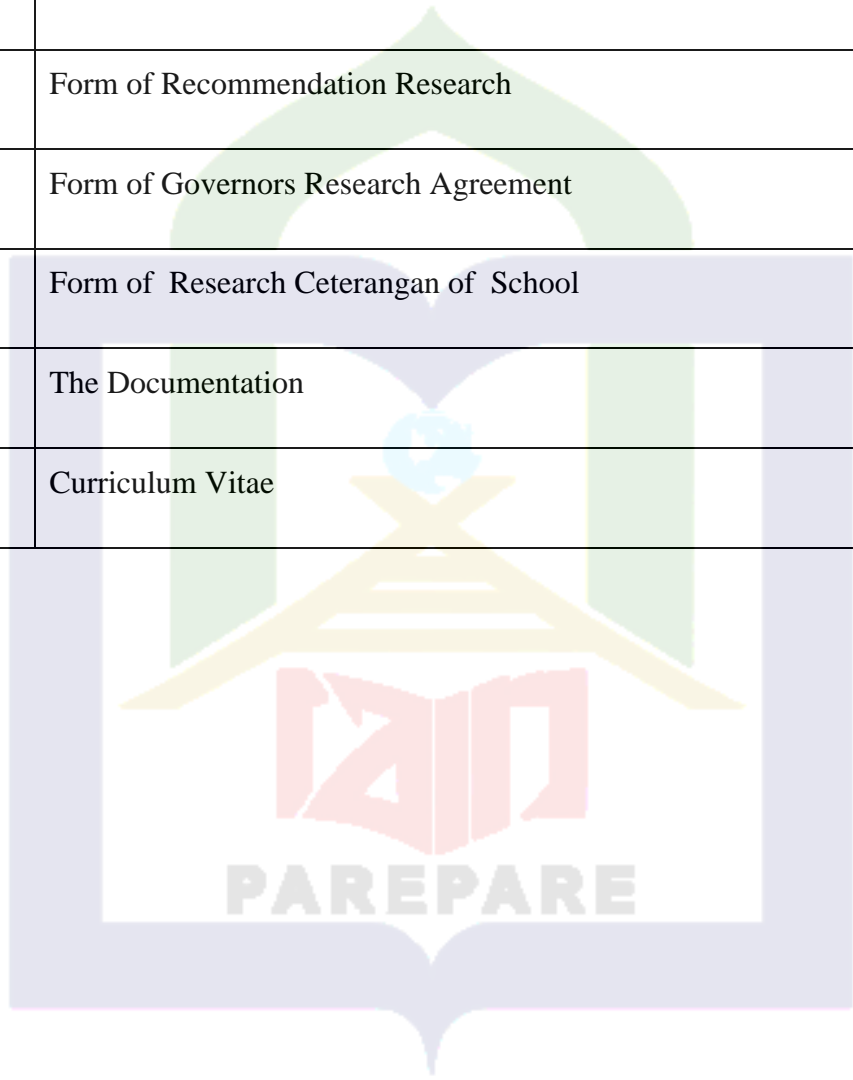 Form of Recommendation Research
Form of Governors Research Agreement
Form of  Research Ceterangan of  School
The Documentation
Curriculum Vitae
iain
PAREPARE